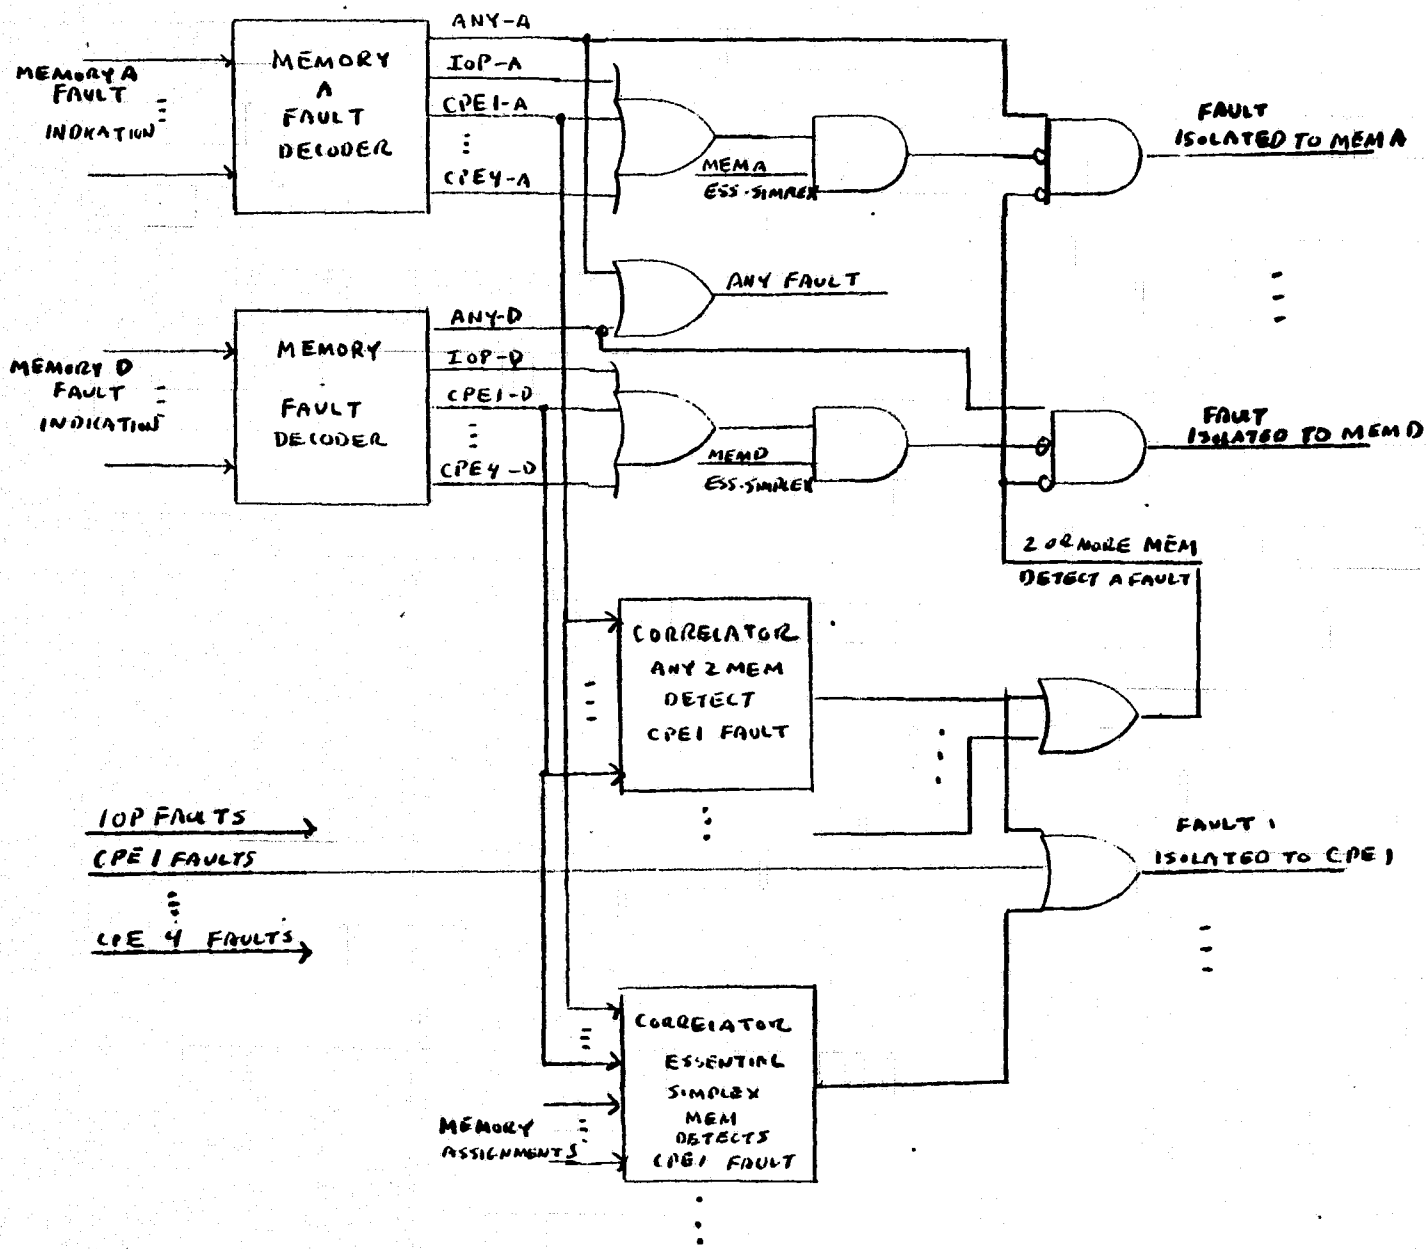 ANY-A
MEMORY A
FAULT
INDICATION
MEMORY
A
FAULT
DECODER
IOP-A
CPE1-A
CPE4-A
MEM A
ESS-SIMPLEX
FAULT
ISOLATED TO MEM A
ANY FAULT
MEMORY D
FAULT
INDICATION
MEMORY
FAULT
DECODER
ANY-D
IOP-D
CPE1-D
CPE4-D
MEM D
ESS-SIMPLEX
FAULT
ISOLATED TO MEM D
2 OR MORE MEM
DETECT A FAULT
CORRELATOR
ANY 2 MEM
DETECT
CPE1 FAULT
IOP FAULTS
CPE 1 FAULTS
CPE 4 FAULTS
FAULT
ISOLATED TO CPE 1
CORRELATOR
ESSENTIAL
SIMPLEX
MEM
DETECTS
CPE1 FAULT
MEMORY
ASSIGNMENTS